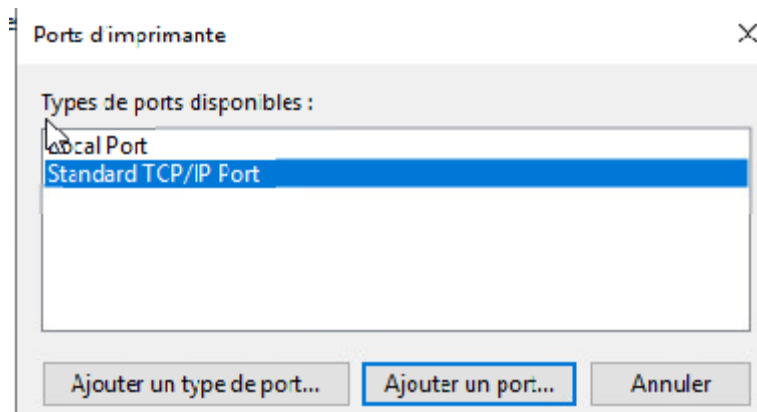 Ports d'imprimante
Types de ports disponibles :
Local Port
Standard TCP/IP Port
Ajouter un type de port... Ajouter un port... Annuler